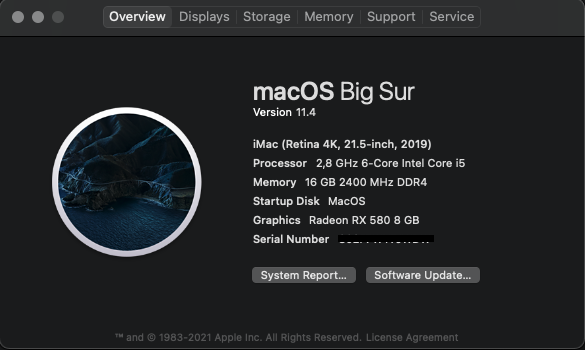 Overview Displays Storage Memory Support Service
macOS Big Sur
Version 11.4
iMac (Retina 4K, 21.5-inch, 2019)
Processor 2,8 GHz 6-Core Intel Core i5
Memory 16 GB 2400 MHz DDR4
Startup Disk MacOS
Graphics Radeon RX 580 8 GB
Serial Number
System Report... Software Update...
™ and © 1983-2021 Apple Inc. All Rights Reserved. License Agreement